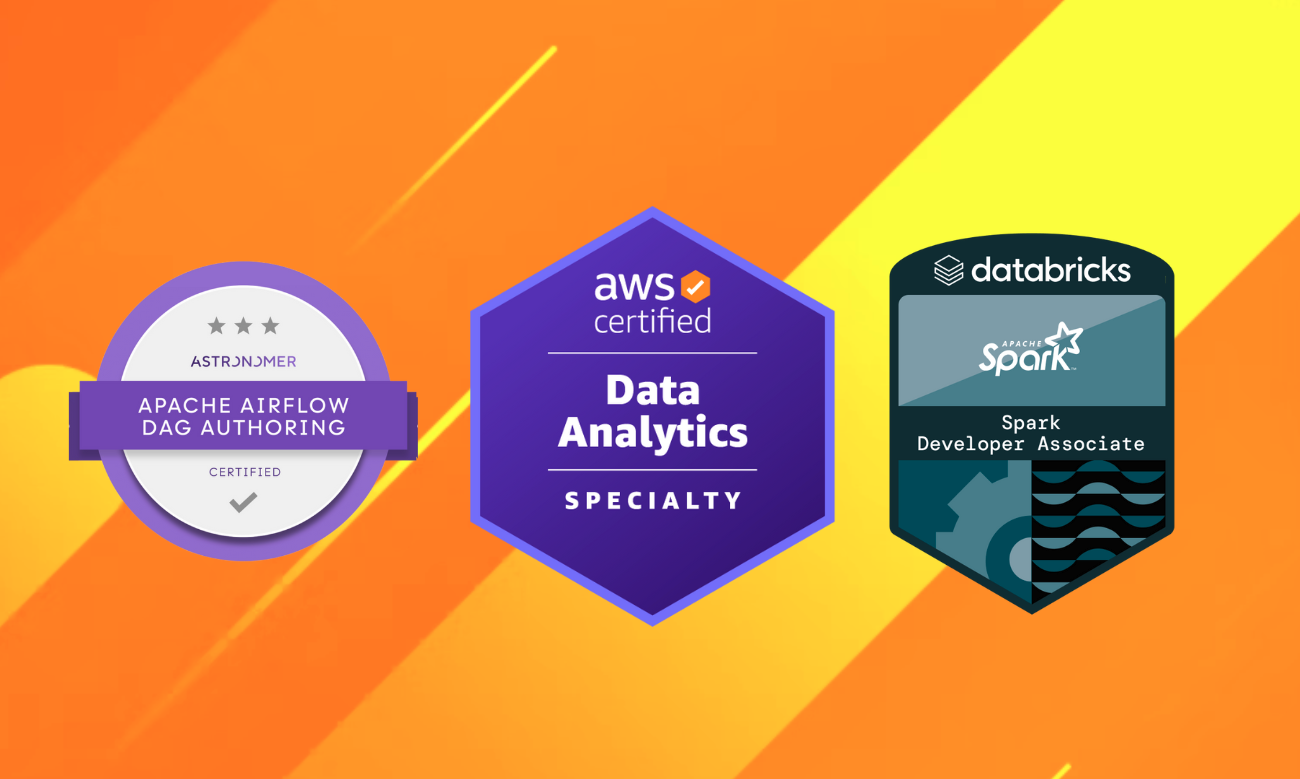 ASTRONOMER
APACHE AIRFLOW
DAG AUTHORING
CERTIFIED
aws
certified
Data
Analytics
SPECIALTY
databricks
APACHE
Spark
Spark
Developer Associate